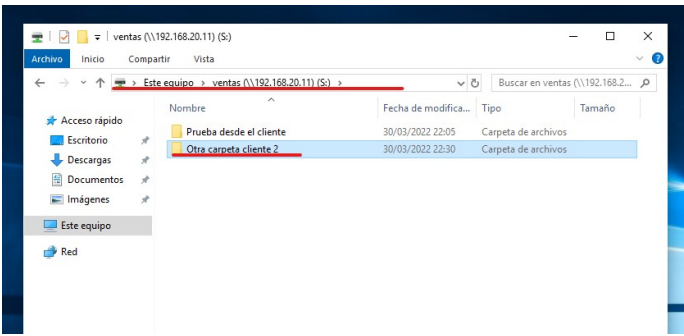 ventas (\\192.168.20.11) (S:)
Archivo Inicio Compartir Vista
Este equipo > ventas (\\192.168.20.11) (S:) > Buscar en ventas (\\192.168.2...
Nombre Fecha de modifica... Tipo Tamaño
Acceso rápido
Escritorio
Descargas
Documentos
Imágenes
Este equipo
Red
Prueba desde el cliente 30/03/2022 22:05 Carpeta de archivos
Otra carpeta cliente 2 30/03/2022 22:30 Carpeta de archivos